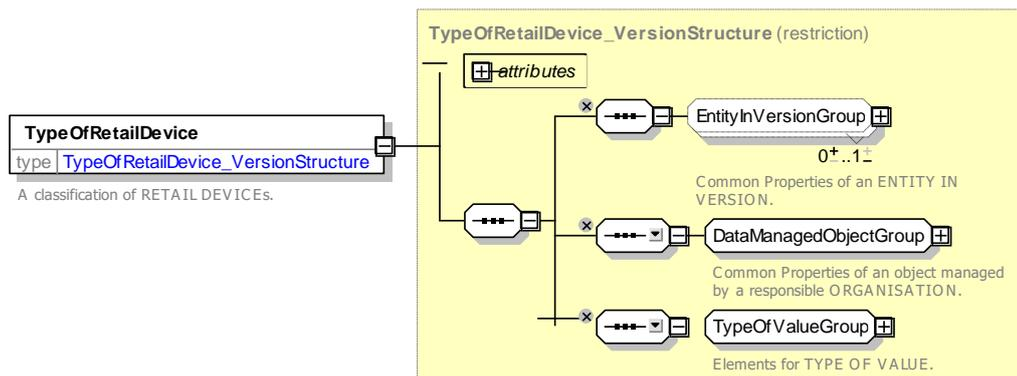 TypeOfRetailDevice_VersionStructure (restriction)
attributes
TypeOfRetailDevice
type TypeOfRetailDevice_VersionStructure
A classification of RETAIL DEVICEs.
EntityInVersionGroup
0..1
Common Properties of an ENTITY IN
VERSION.
DataManagedObjectGroup
Common Properties of an object managed
by a responsible ORGANISATION.
TypeOfValueGroup
Elements for TYPE OF VALUE.